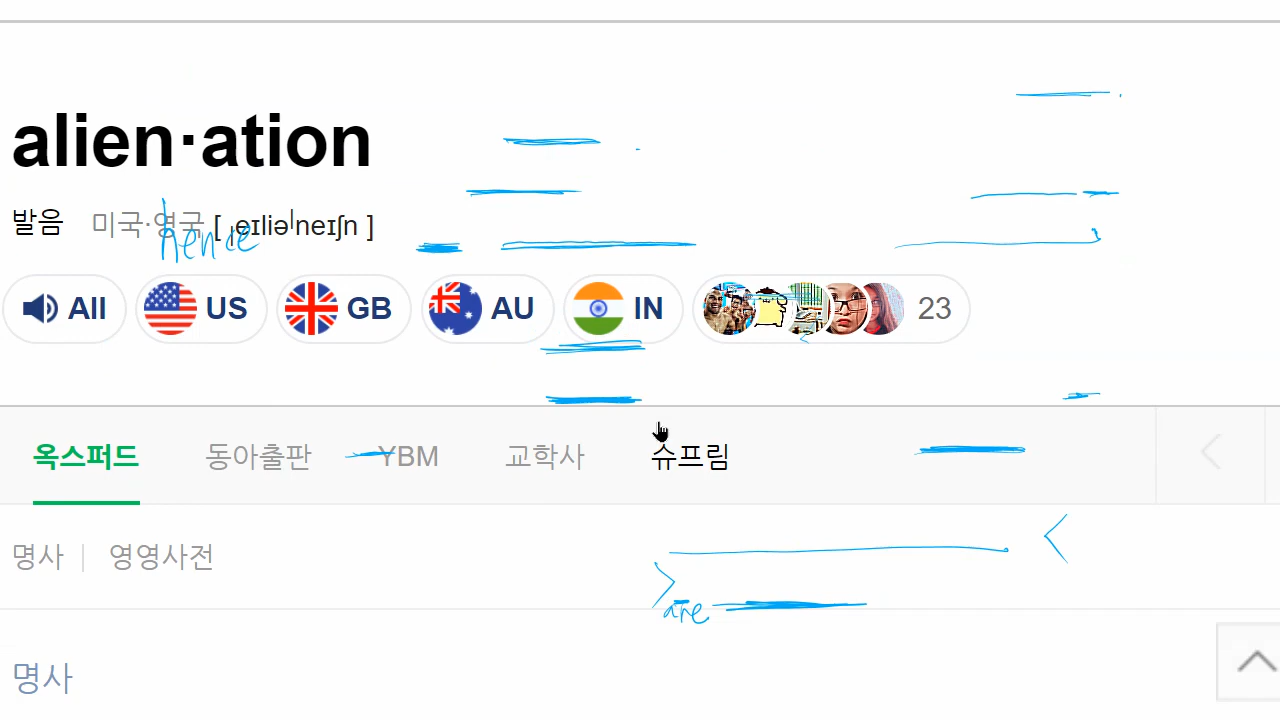 alien·ation
발음 미국·영국 [ ˌeɪliəˈneɪʃn ]
hence
All US GB AU IN 23
옥스퍼드 동아출판 YBM 교학사 슈프림
명사 영영사전
are
명사